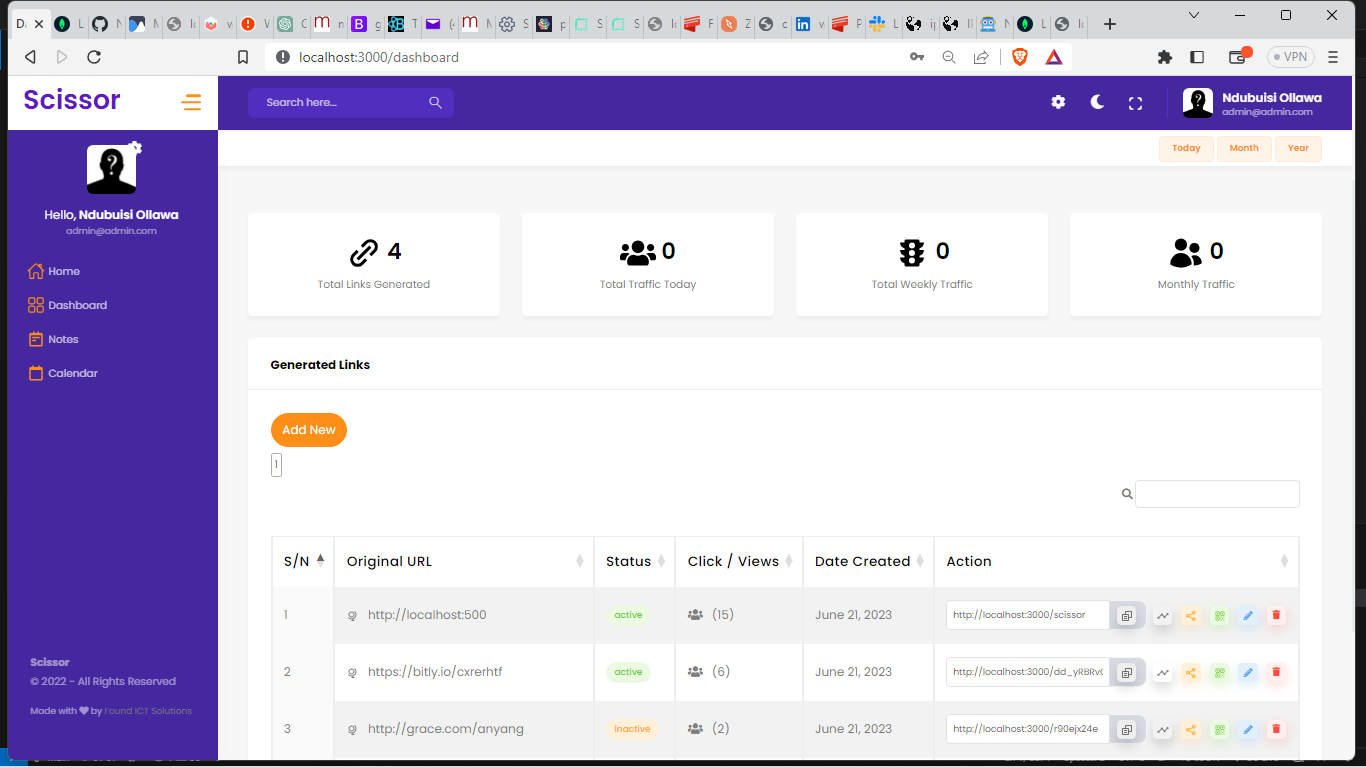 localhost:3000/dashboard
VPN
Scissor
Search here...
Ndubuisi Ollawa
admin@admin.com
Today Month Year
Hello, Ndubuisi Ollawa
admin@admin.com
Home
Dashboard
Notes
Calendar
Scissor
© 2022 - All Rights Reserved
Made with by Found ICT Solutions
4
Total Links Generated
0
Total Traffic Today
0
Total Weekly Traffic
0
Monthly Traffic
Generated Links
Add New
1
S/N Original URL Status Click / Views Date Created Action
1 http://localhost:500 active (15) June 21, 2023 http://localhost:3000/scissor
2 https://bitly.io/cxrerhtf active (6) June 21, 2023 http://localhost:3000/dd_yRBRv
3 http://grace.com/anyang inactive (2) June 21, 2023 http://localhost:3000/r90ejx24e